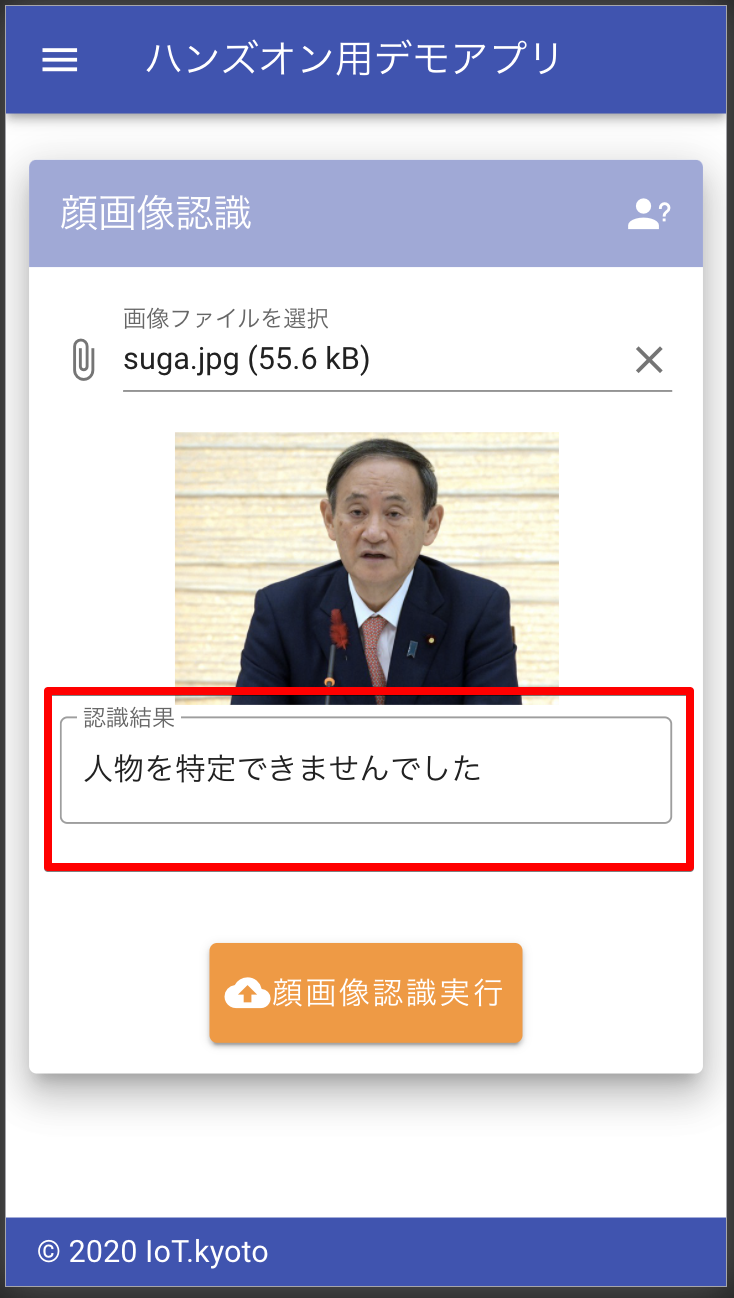 ハンズオン用デモアプリ
顔画像認識
?
画像ファイルを選択
suga.jpg (55.6 kB)
認識結果
人物を特定できませんでした
顔画像認識実行
© 2020 IoT.kyoto